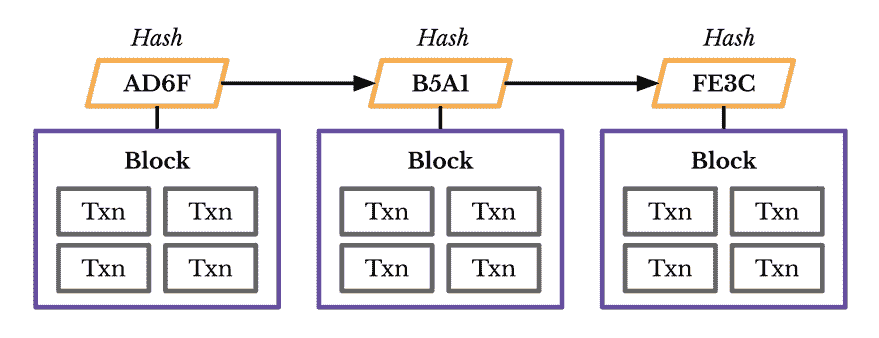 Hash Hash Hash
AD6F B5A1 FE3C
Block Block Block
Txn Txn Txn Txn Txn Txn
Txn Txn Txn Txn Txn Txn